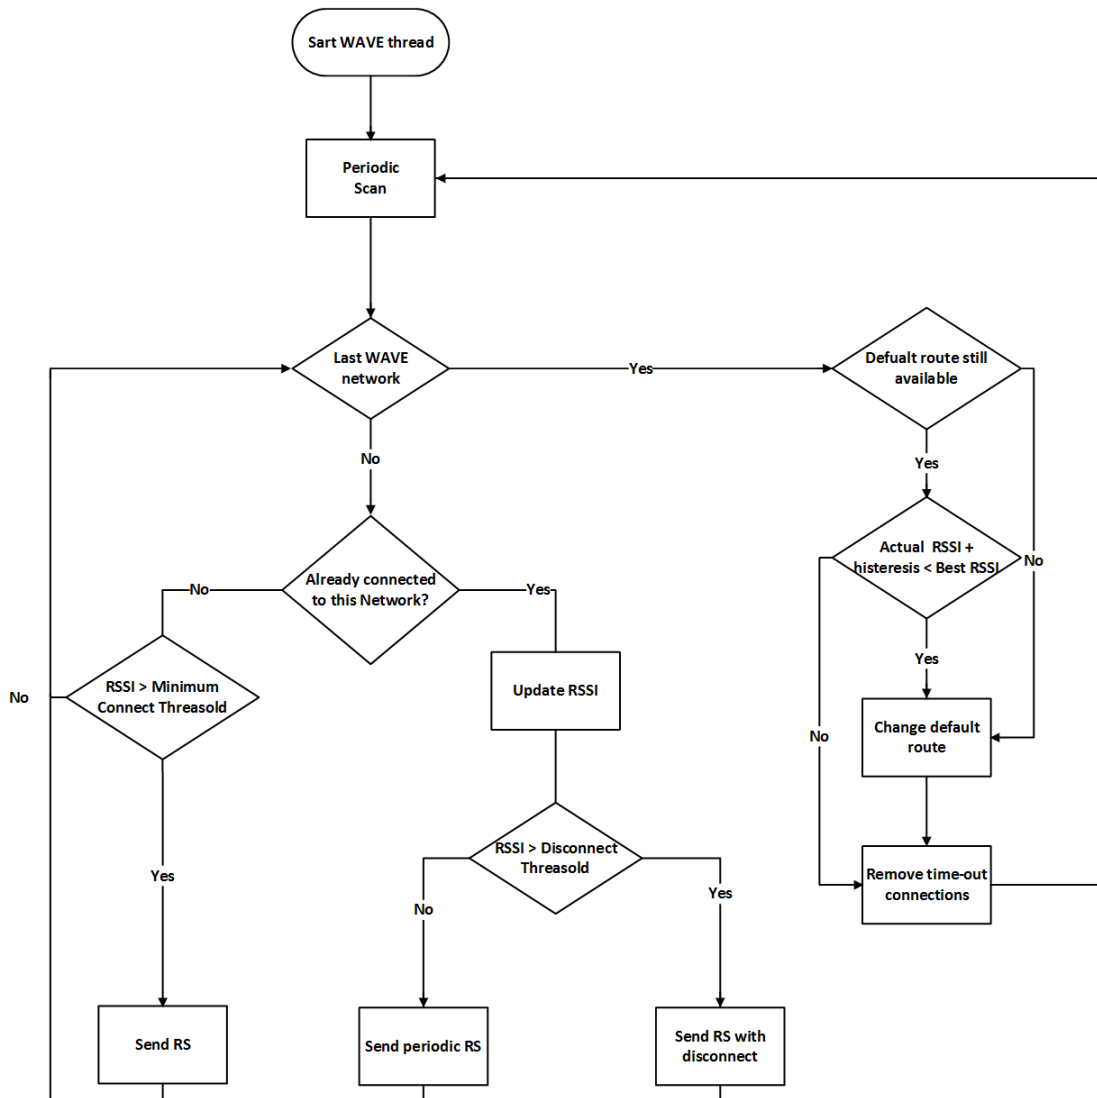 Sart WAVE thread
Periodic
Scan
Last WAVE
network
Yes
Defualt route still
available
No
Yes
Actual RSSI +
histeresis < Best RSSI
No
Already connected
to this Network?
No
Yes
RSSI > Minimum
Connect Threasold
No
Update RSSI
Yes
Change default
route
No
RSSI > Disconnect
Threasold
Yes
No
Yes
Remove time-out
connections
Send RS
Send periodic RS
Send RS with
disconnect